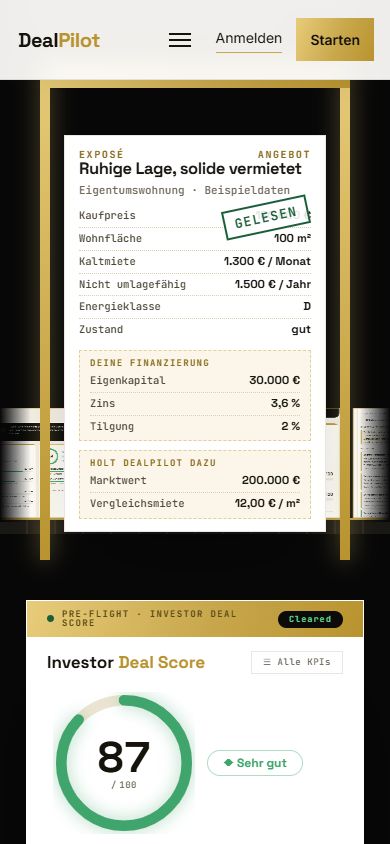 DealPilot
Anmelden
Starten
EXPOSÉ
ANGEBOT
Ruhige Lage, solide vermietet
Eigentumswohnung · Beispieldaten
GELESEN
Kaufpreis
Wohnfläche
100 m²
Kaltmiete
1.300 € / Monat
Nicht umlagefähig
1.500 € / Jahr
Energieklasse
D
Zustand
gut
DEINE FINANZIERUNG
Eigenkapital
30.000 €
Zins
3,6 %
Tilgung
2 %
HOLT DEALPILOT DAZU
Marktwert
200.000 €
Vergleichsmiete
12,00 € / m²
PRE-FLIGHT · INVESTOR DEAL
SCORE
Cleared
Investor Deal Score
☰ Alle KPIs
87
/ 100
Sehr gut